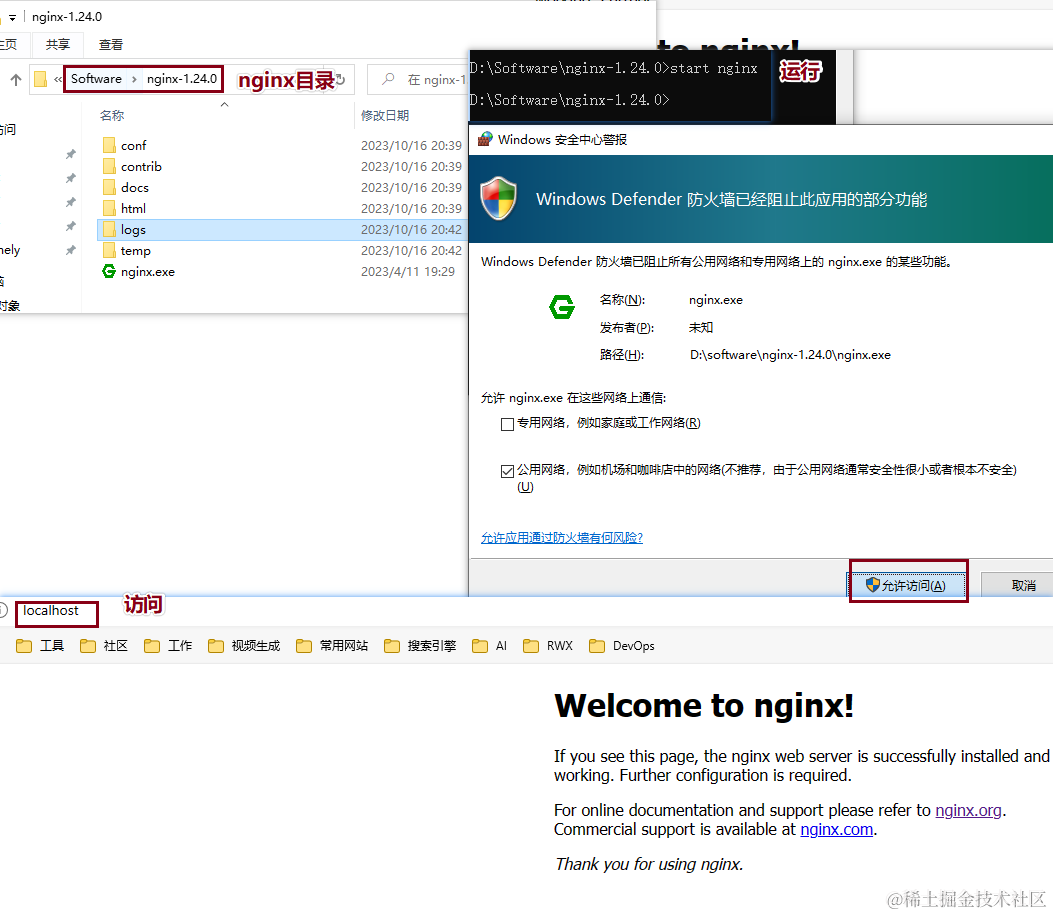 nginx-1.24.0
主页 共享 查看
to nginx!
« Software › nginx-1.24.0
nginx目录
在 nginx-1
名称 修改日期
conf 2023/10/16 20:39
contrib 2023/10/16 20:39
docs 2023/10/16 20:39
html 2023/10/16 20:39
logs 2023/10/16 20:42
temp 2023/10/16 20:42
nginx.exe 2023/4/11 19:29
对象
D:\Software\nginx-1.24.0>start nginx
运行
D:\Software\nginx-1.24.0>
Windows 安全中心警报
Windows Defender 防火墙已经阻止此应用的部分功能
Windows Defender 防火墙已阻止所有公用网络和专用网络上的 nginx.exe 的某些功能。
名称(N): nginx.exe
发布者(P): 未知
路径(H): D:\software\nginx-1.24.0\nginx.exe
允许 nginx.exe 在这些网络上通信:
专用网络，例如家庭或工作网络(R)
公用网络，例如机场和咖啡店中的网络(不推荐，由于公用网络通常安全性很小或者根本不安全)
(U)
允许应用通过防火墙有何风险?
允许访问(A) 取消
localhost
访问
工具 社区 工作 视频生成 常用网站 搜索引擎 AI RWX DevOps
Welcome to nginx!
If you see this page, the nginx web server is successfully installed and
working. Further configuration is required.
For online documentation and support please refer to nginx.org.
Commercial support is available at nginx.com.
Thank you for using nginx.
@稀土掘金技术社区